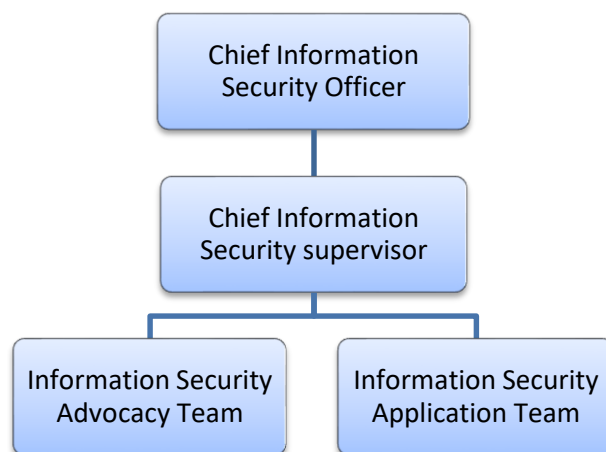 Chief Information
Security Officer
Chief Information
Security supervisor
Information Security
Advocacy Team
Information Security
Application Team